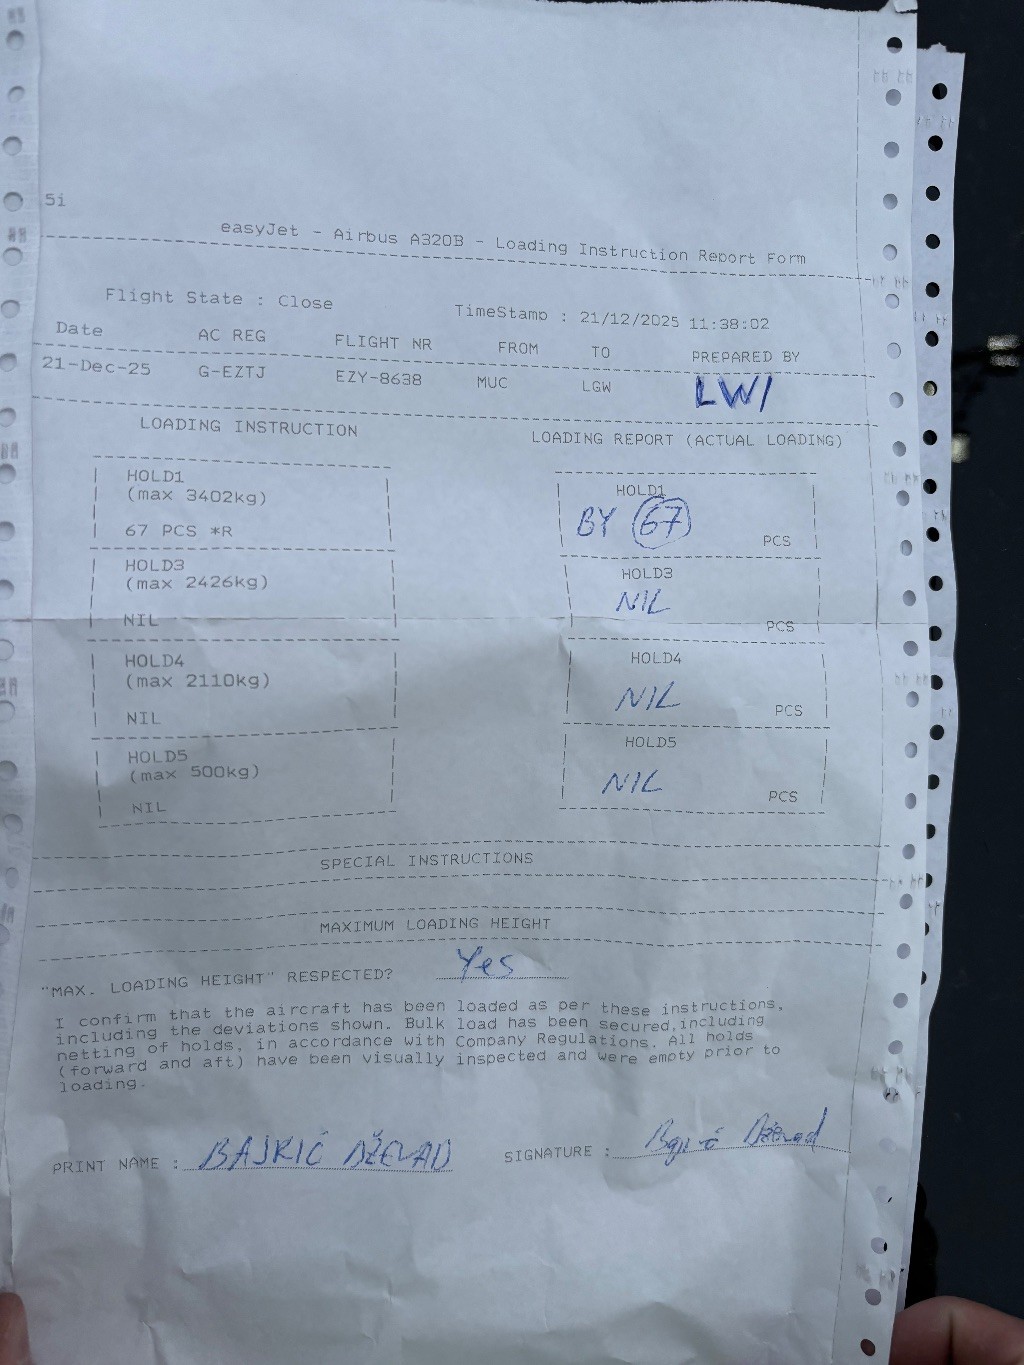 5i
easyJet - Airbus A320B - Loading Instruction Report Form
Flight State : Close TimeStamp : 21/12/2025 11:38:02
Date AC REG FLIGHT NR FROM TO PREPARED BY
21-Dec-25 G-EZTJ EZY-8638 MUC LGW LW1
LOADING INSTRUCTION LOADING REPORT (ACTUAL LOADING)
HOLD1
(max 3402kg)
67 PCS *R
HOLD1
BY 67
PCS
HOLD3
(max 2426kg)
NIL
HOLD3
NIL
PCS
HOLD4
(max 2110kg)
NIL
HOLD4
NIL
PCS
HOLD5
(max 500kg)
NIL
HOLD5
NIL
PCS
SPECIAL INSTRUCTIONS
MAXIMUM LOADING HEIGHT
"MAX. LOADING HEIGHT" RESPECTED? Yes
I confirm that the aircraft has been loaded as per these instructions,
including the deviations shown. Bulk load has been secured,including
netting of holds, in accordance with Company Regulations. All holds
(forward and aft) have been visually inspected and were empty prior to
loading.
PRINT NAME : BAJRIĆ DŽEVAD SIGNATURE : Bajrić Dževad